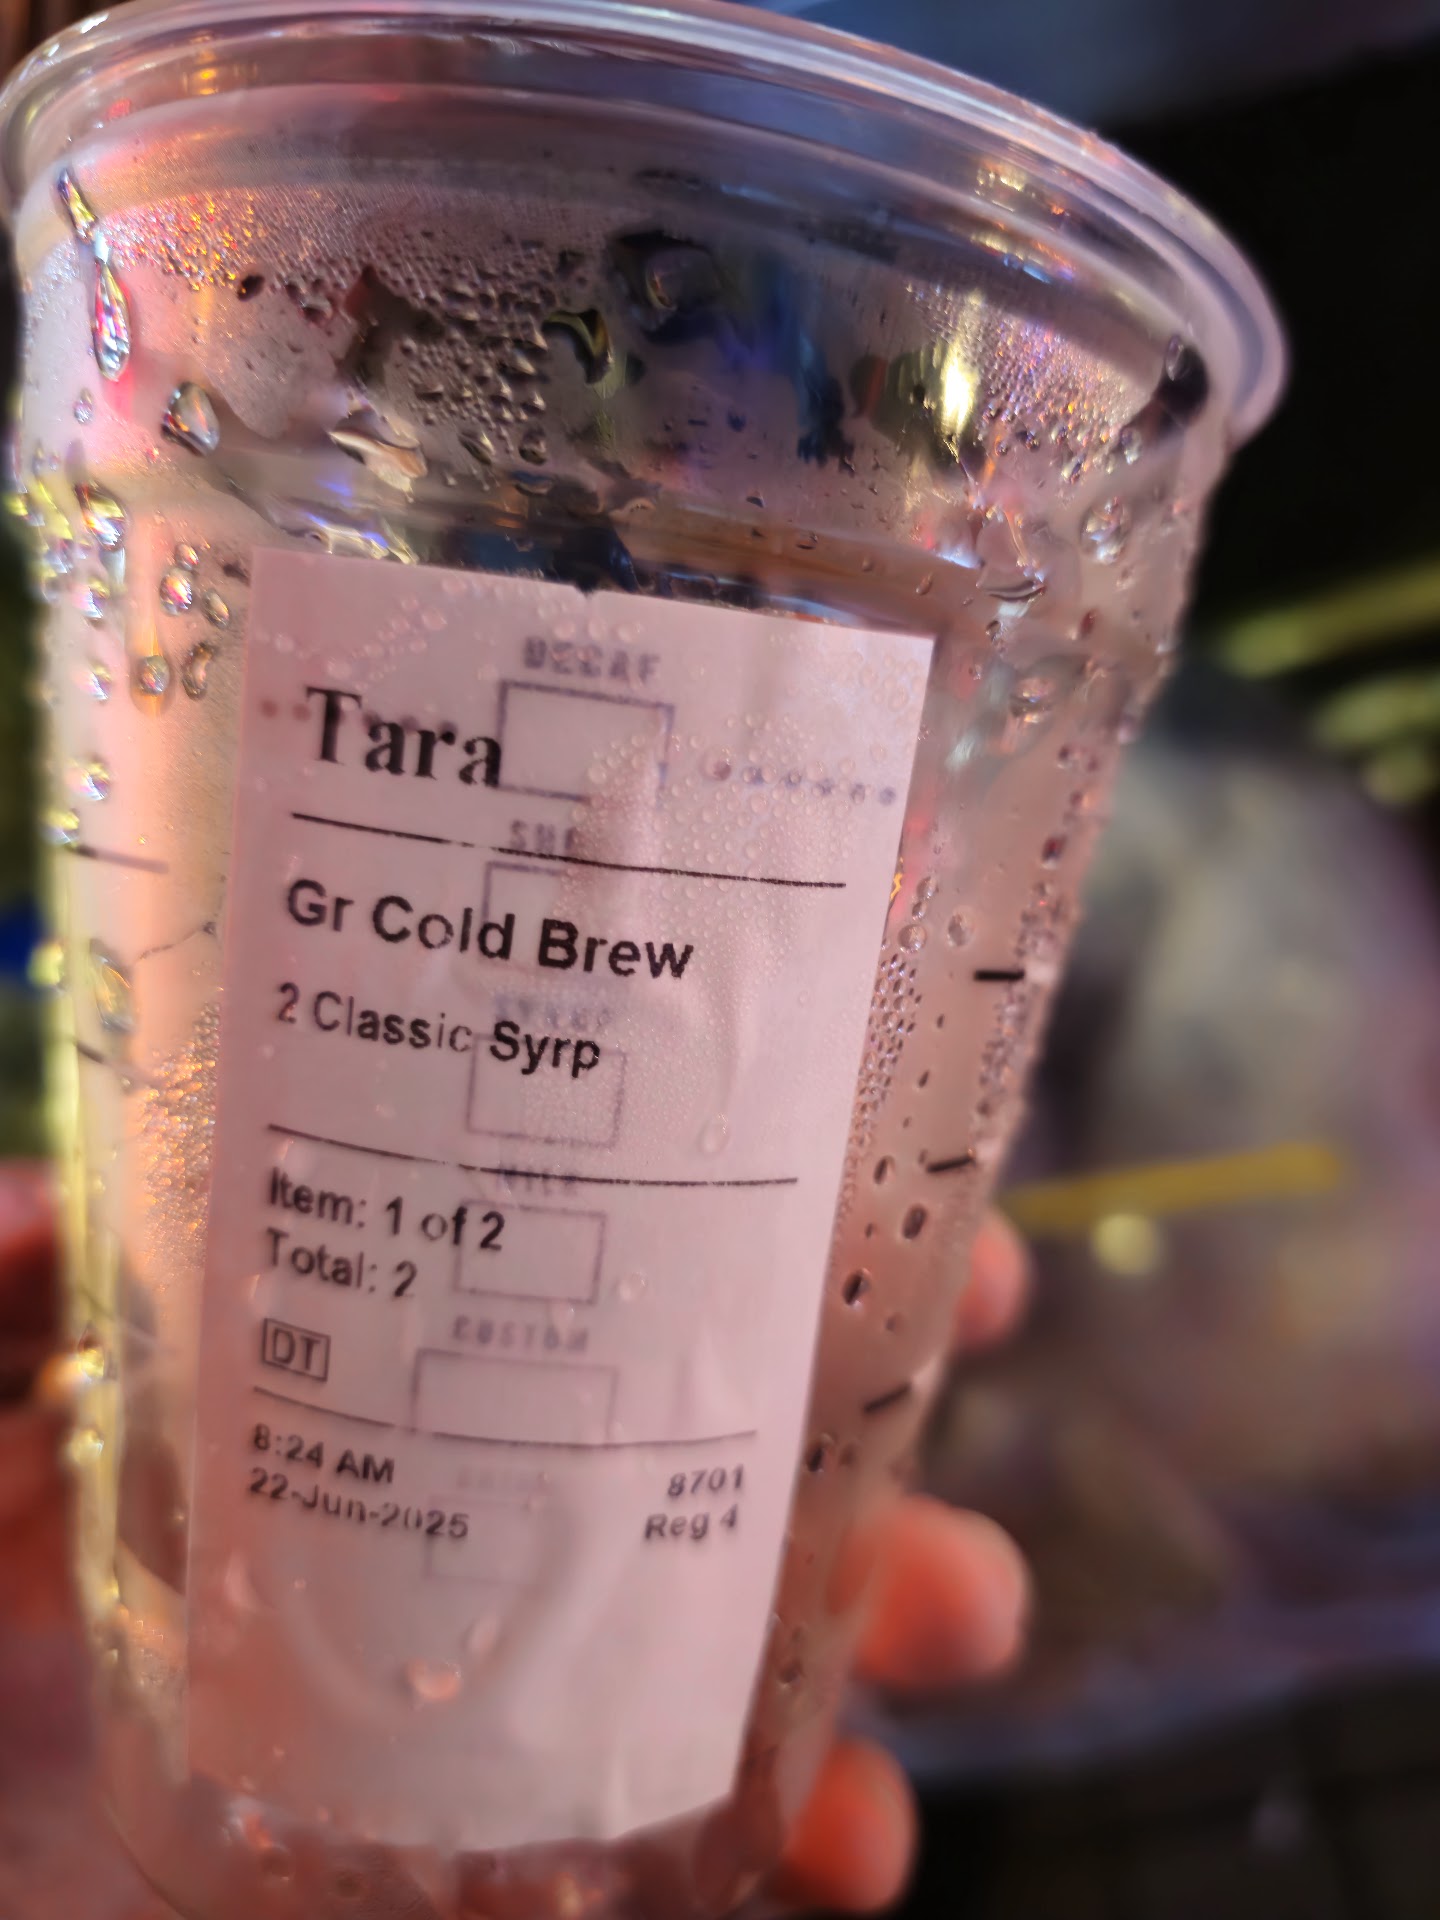 DECAF
Tara
Gr Cold Brew
2 Classic Syrp
MILK
Item: 1 of 2
Total: 2
CUSTOM
DT
8:24 AM 8701
22-Jun-2025 Reg 4